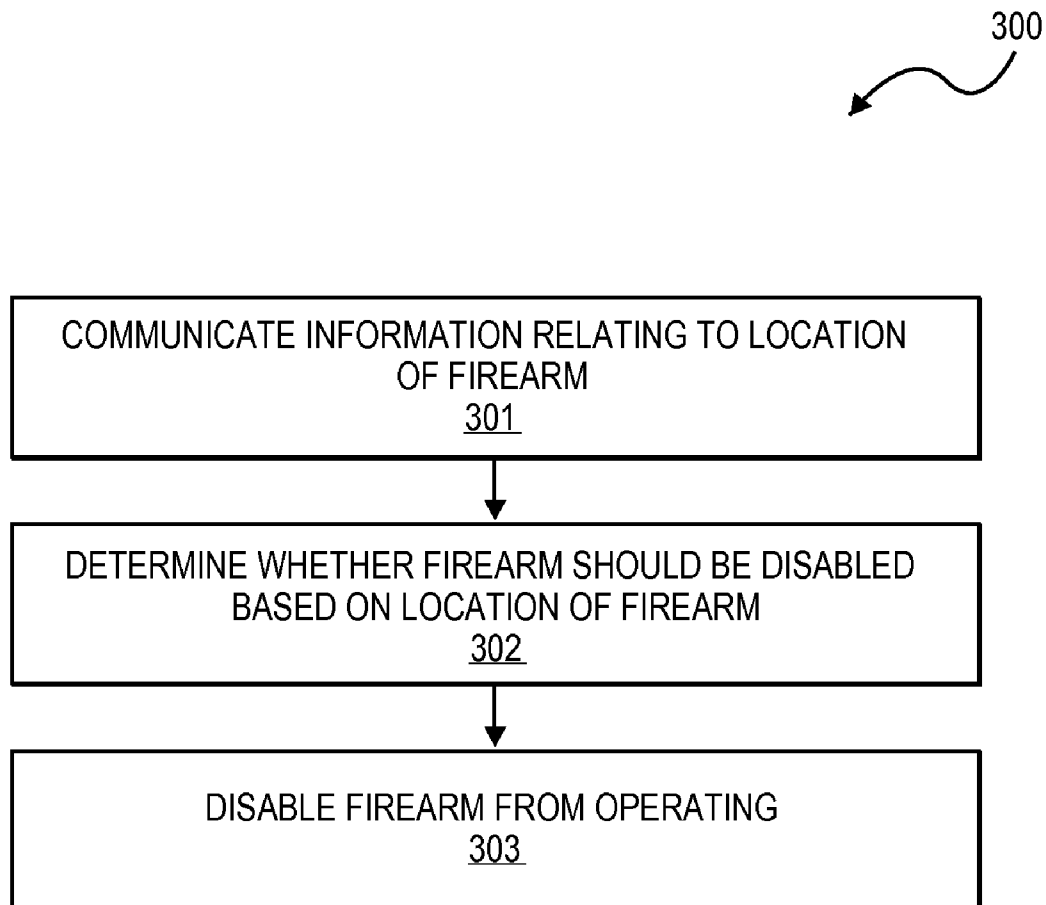 300
COMMUNICATE INFORMATION RELATING TO LOCATION
OF FIREARM
301
DETERMINE WHETHER FIREARM SHOULD BE DISABLED
BASED ON LOCATION OF FIREARM
302
DISABLE FIREARM FROM OPERATING
303